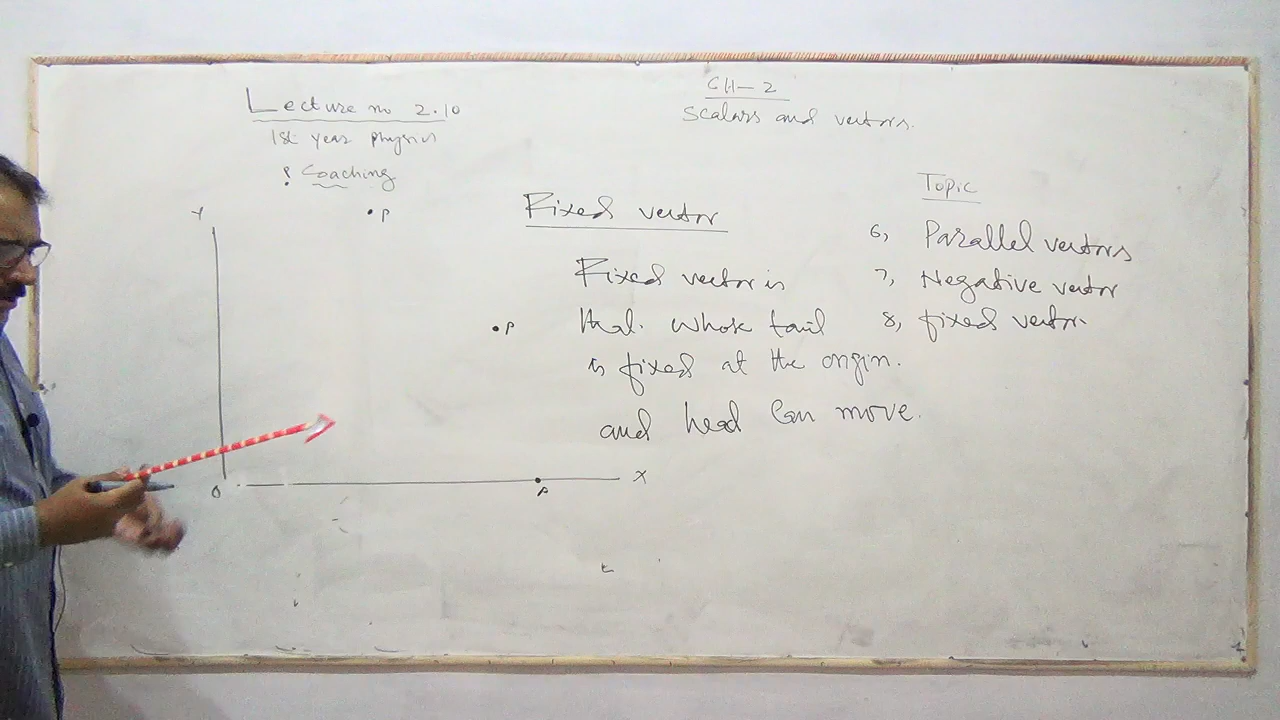 CH-2
Scalars and vectors.
Lecture no 2.10
1st year physics
Coaching
Topic
6, Parallel vectors
7, Negative vector
8, fixed vector.
Fixed vector
Fixed vector is
that. whose tail
is fixed at the origin.
and head can move.
Y
P
P
O
P
X